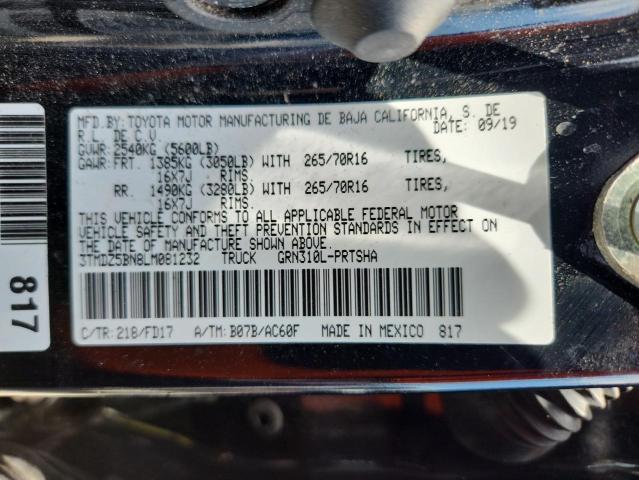 MFD.BY:TOYOTA MOTOR MANUFACTURING DE BAJA CALIFORNIA, S. DE
R L. DE C.V. DATE: 09/19
GVWR: 2540KG (5600LB)
GAWR:FRT. 1385KG (3050LB) WITH 265/70R16 TIRES,
16X7J RIMS.
RR. 1490KG (3280LB) WITH 265/70R16 TIRES,
16X7J RIMS.
THIS VEHICLE CONFORMS TO ALL APPLICABLE FEDERAL MOTOR
VEHICLE SAFETY AND THEFT PREVENTION STANDARDS IN EFFECT ON
THE DATE OF MANUFACTURE SHOWN ABOVE.
3TMDZ5BN8LM081232 TRUCK GRN310L-PRTSHA
C/TR:218/FD17 A/TM: B07B/AC60F MADE IN MEXICO 817
817